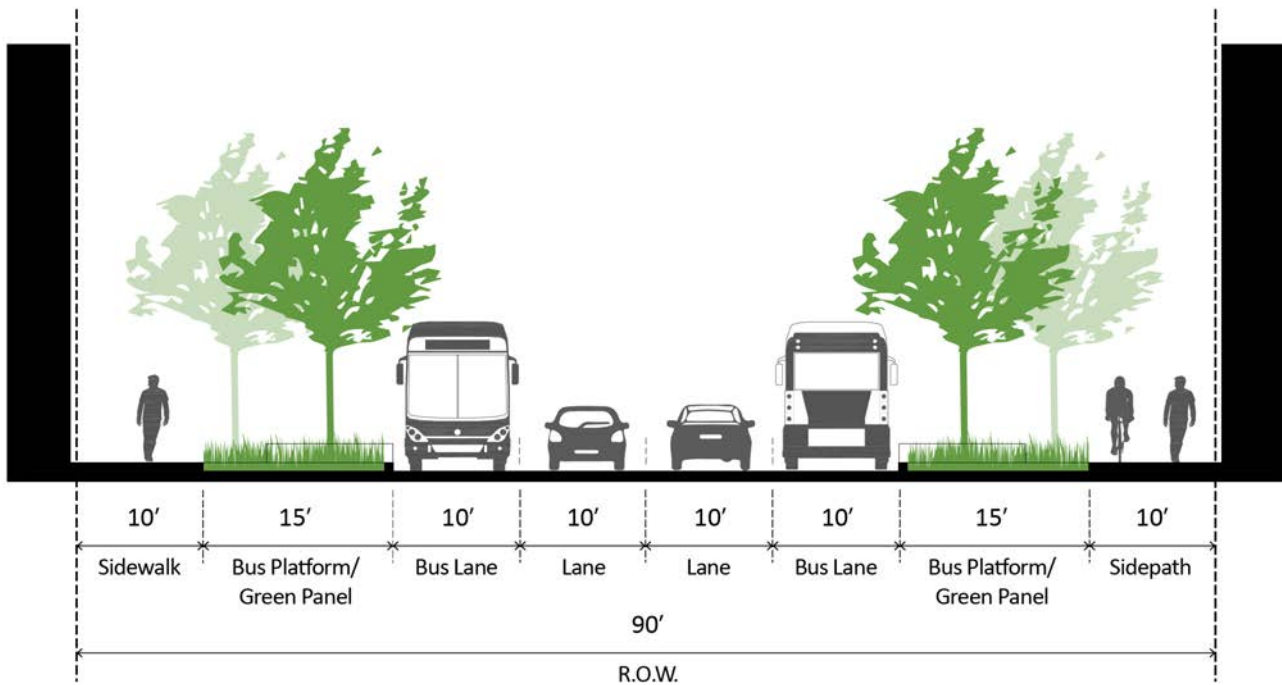 10′ 15′ 10′ 10′ 10′ 10′ 15′ 10′
Sidewalk Bus Platform/ Bus Lane Lane Lane Bus Lane Bus Platform/ Sidepath
Green Panel Green Panel
90′
R.O.W.